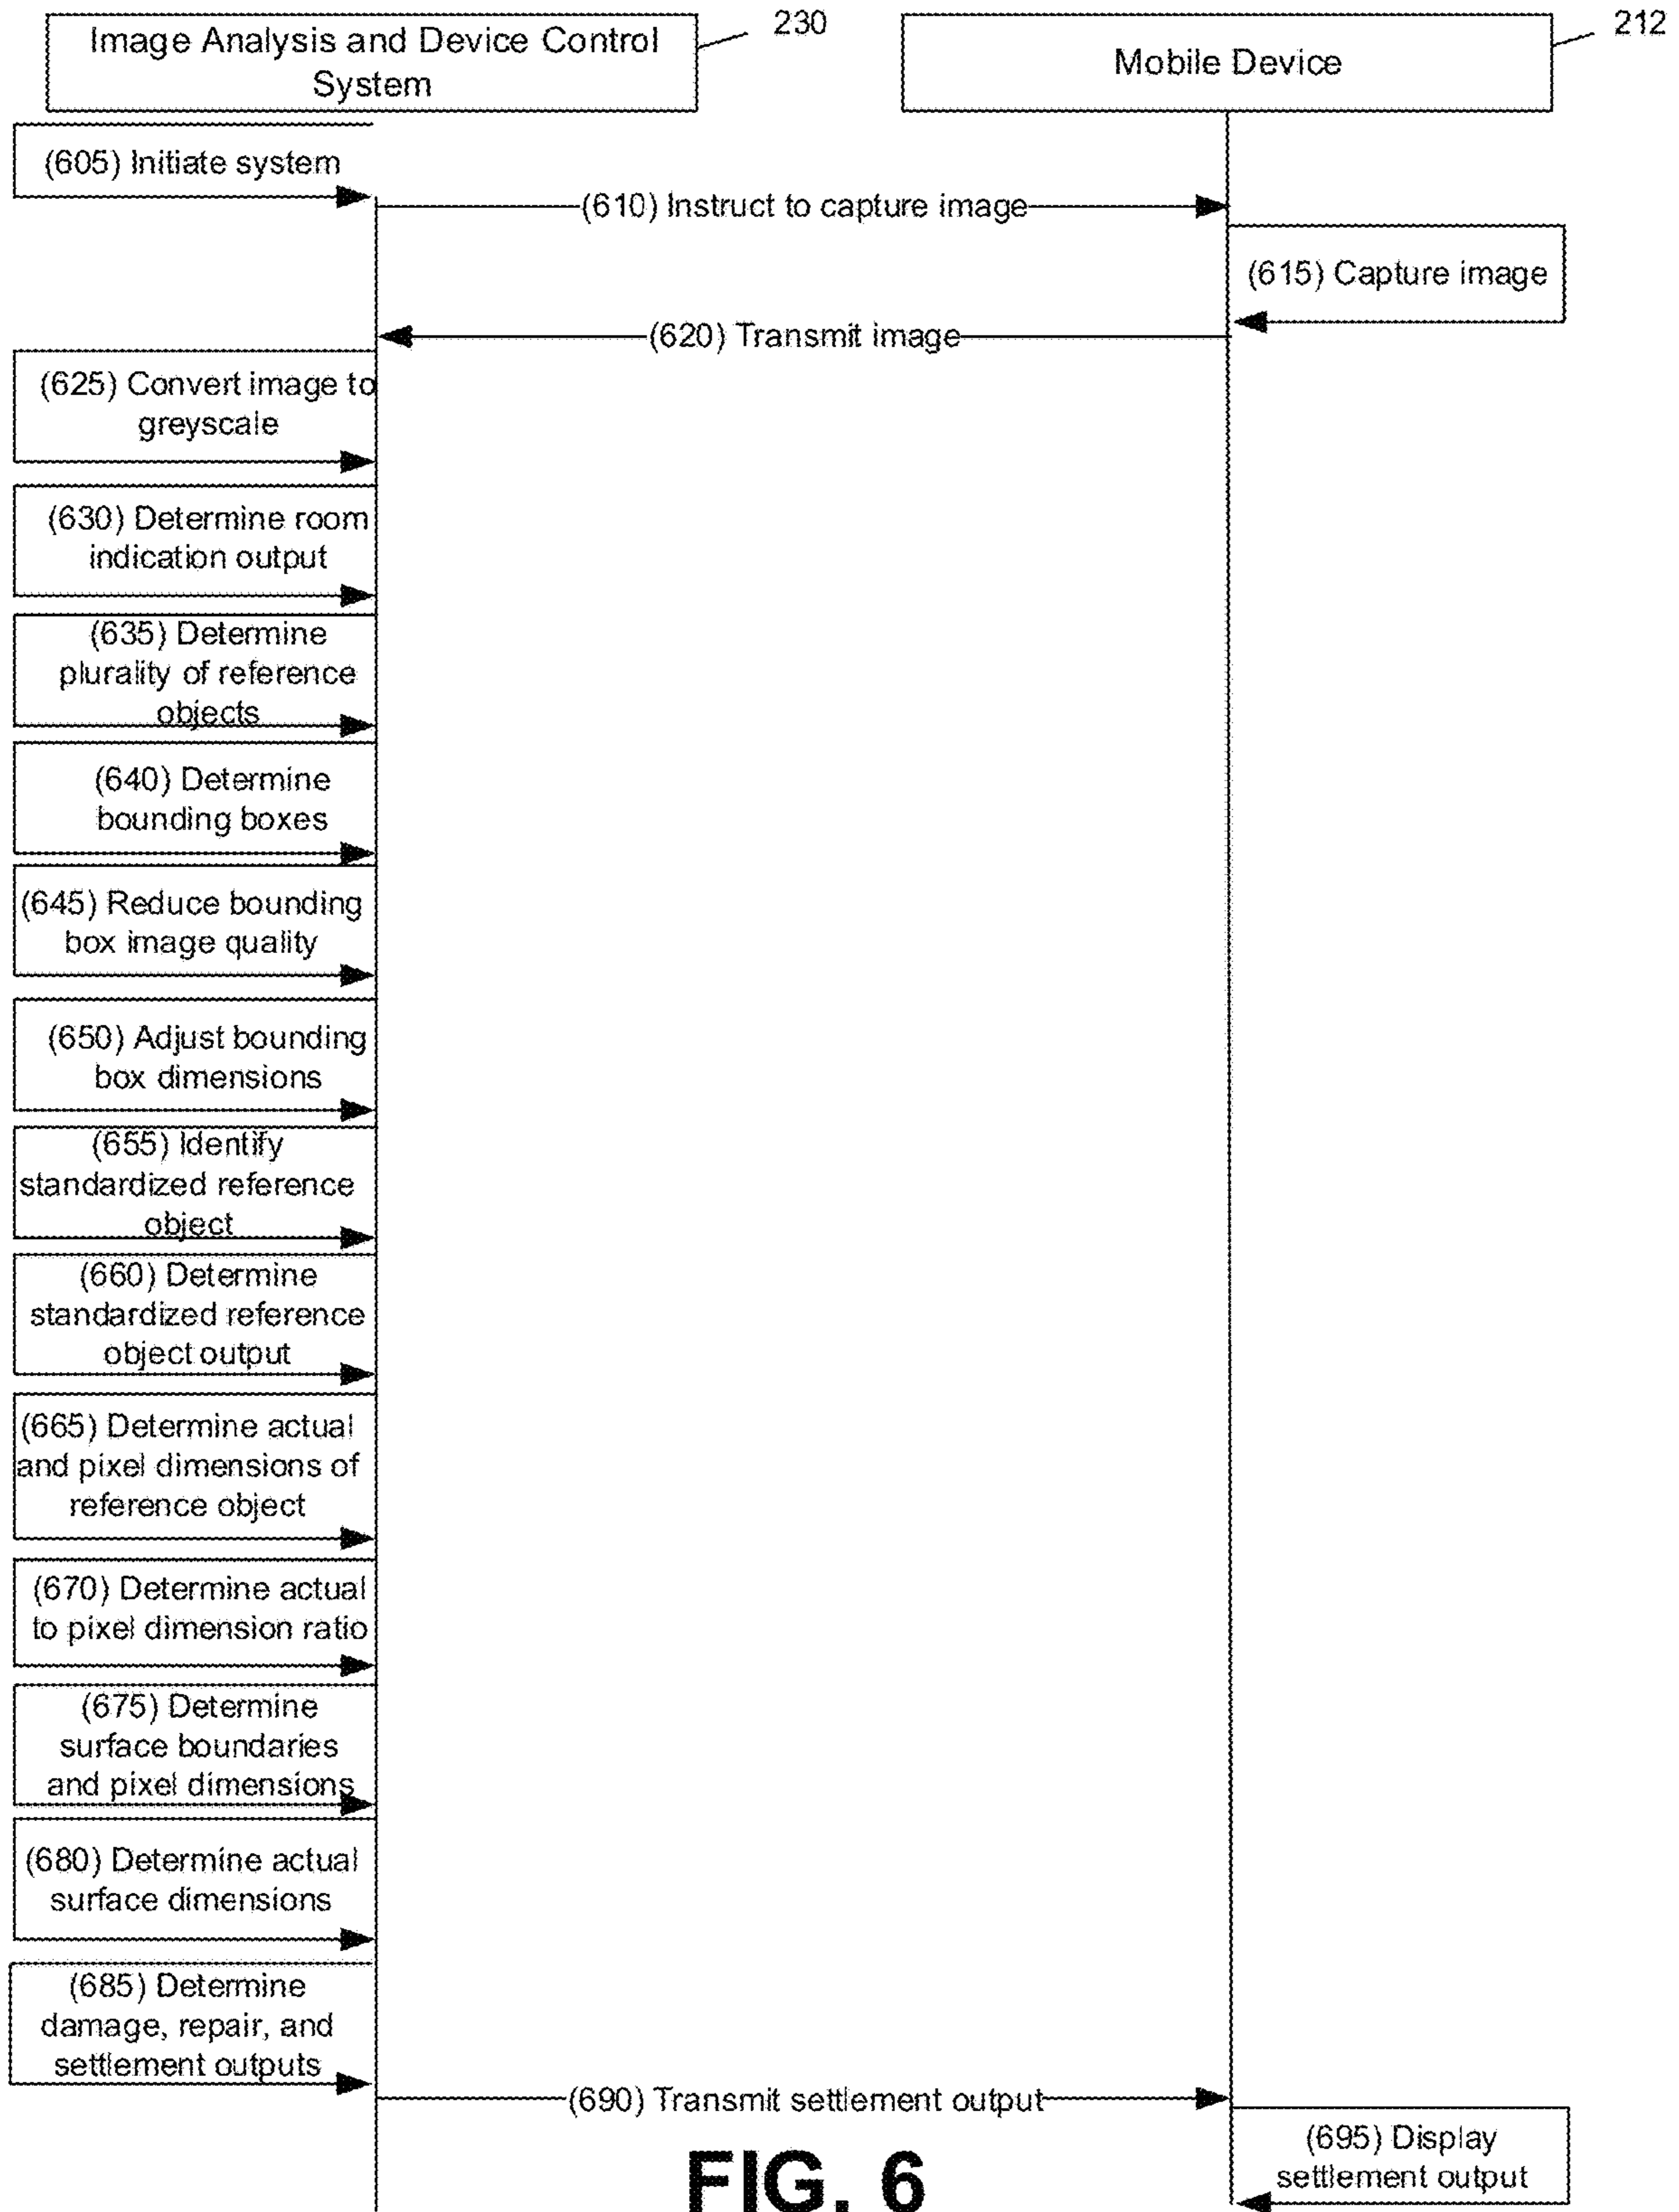 Image Analysis and Device Control
System
230
Mobile Device
212
(605) Initiate system
(610) Instruct to capture image
(615) Capture image
(620) Transmit image
(625) Convert image to
greyscale
(630) Determine room
indication output
(635) Determine
plurality of reference
objects
(640) Determine
bounding boxes
(645) Reduce bounding
box image quality
(650) Adjust bounding
box dimensions
(655) Identify
standardized reference
object
(660) Determine
standardized reference
object output
(665) Determine actual
and pixel dimensions of
reference object
(670) Determine actual
to pixel dimension ratio
(675) Determine
surface boundaries
and pixel dimensions
(680) Determine actual
surface dimensions
(685) Determine
damage, repair, and
settlement outputs
(690) Transmit settlement output
(695) Display
settlement output
FIG. 6